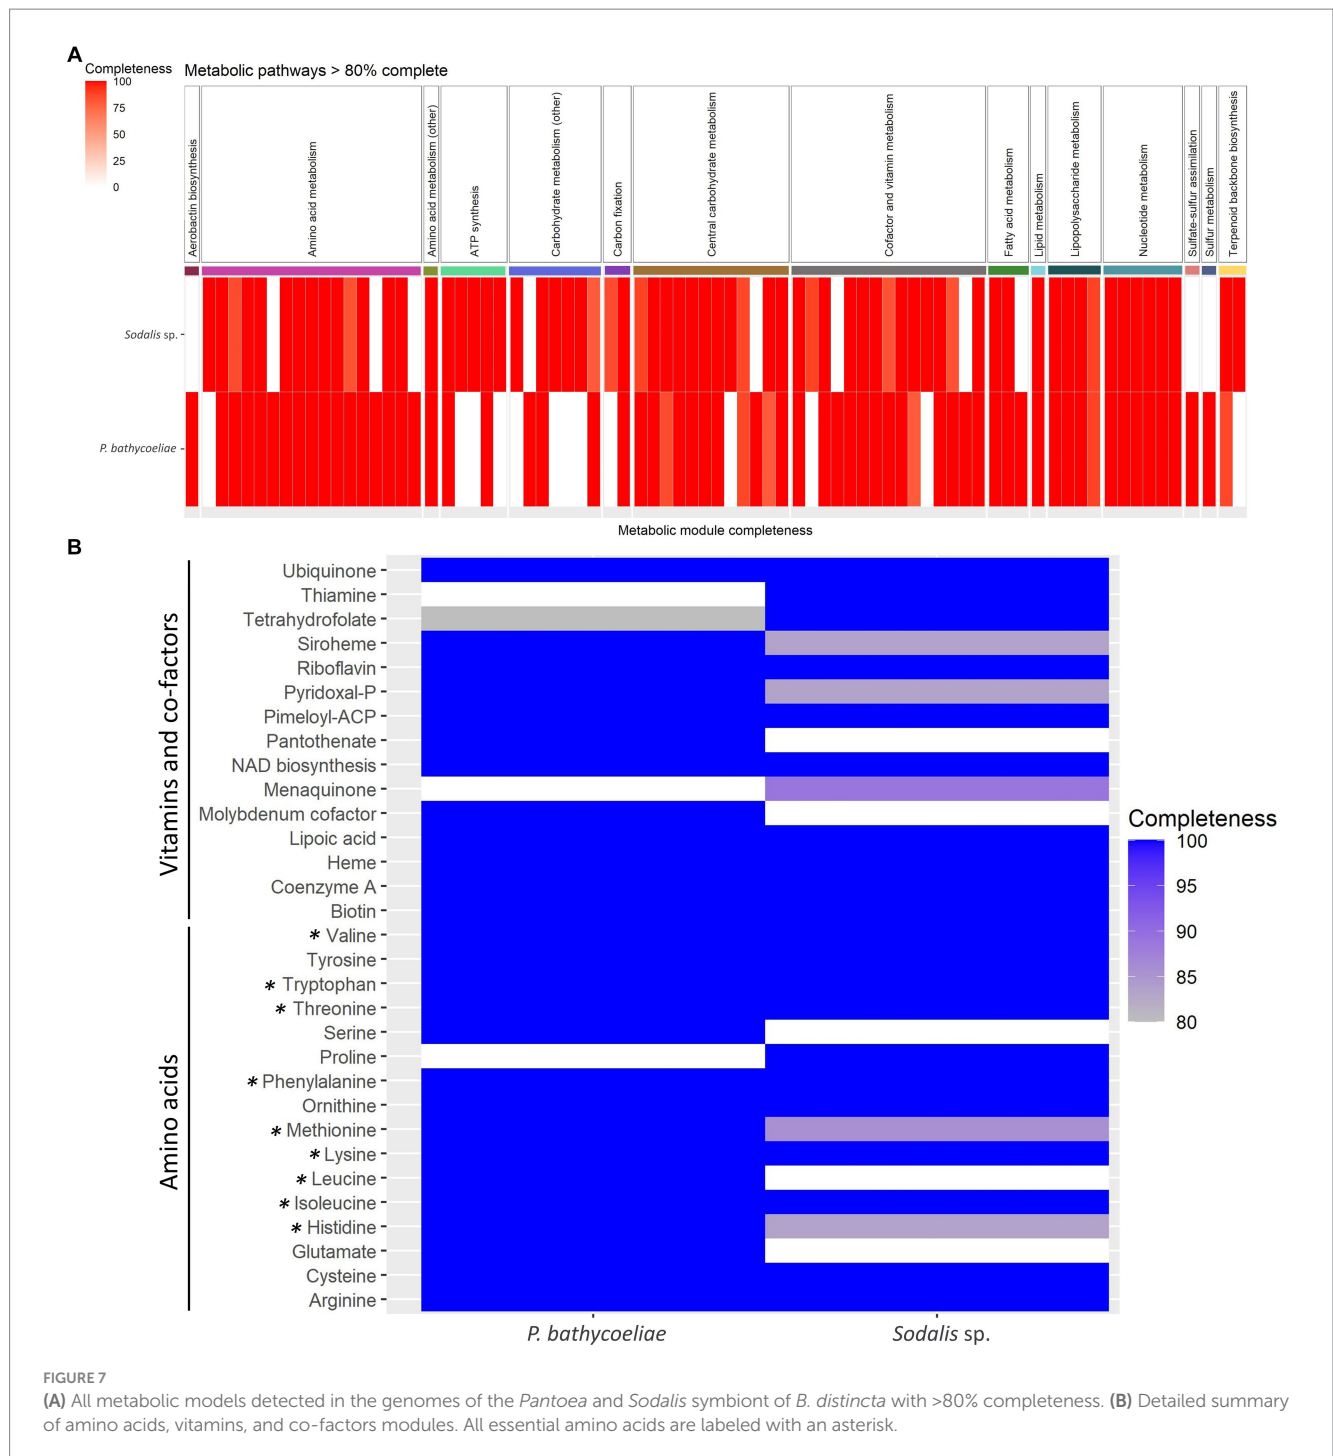 A
Completeness
100
75
50
25
0
Metabolic pathways > 80% complete
Aerobactin biosynthesis
Amino acid metabolism
Amino acid metabolism (other)
ATP synthesis
Carbohydrate metabolism (other)
Carbon fixation
Central carbohydrate metabolism
Cofactor and vitamin metabolism
Fatty acid metabolism
Lipid metabolism
Lipopolysaccharide metabolism
Nucleotide metabolism
Sulfate-sulfur assimilation
Sulfur metabolism
Terpenoid backbone biosynthesis
Sodalis sp.
P. bathycoeliae
Metabolic module completeness
B
Vitamins and co-factors
Ubiquinone
Thiamine
Tetrahydrofolate
Siroheme
Riboflavin
Pyridoxal-P
Pimeloyl-ACP
Pantothenate
NAD biosynthesis
Menaquinone
Molybdenum cofactor
Lipoic acid
Heme
Coenzyme A
Biotin
Amino acids
* Valine
Tyrosine
* Tryptophan
* Threonine
Serine
Proline
* Phenylalanine
Ornithine
* Methionine
* Lysine
* Leucine
* Isoleucine
* Histidine
Glutamate
Cysteine
Arginine
P. bathycoeliae
Sodalis sp.
Completeness
100
95
90
85
80
FIGURE 7
(A) All metabolic models detected in the genomes of the Pantoea and Sodalis symbiont of B. distincta with >80% completeness. (B) Detailed summary
of amino acids, vitamins, and co-factors modules. All essential amino acids are labeled with an asterisk.